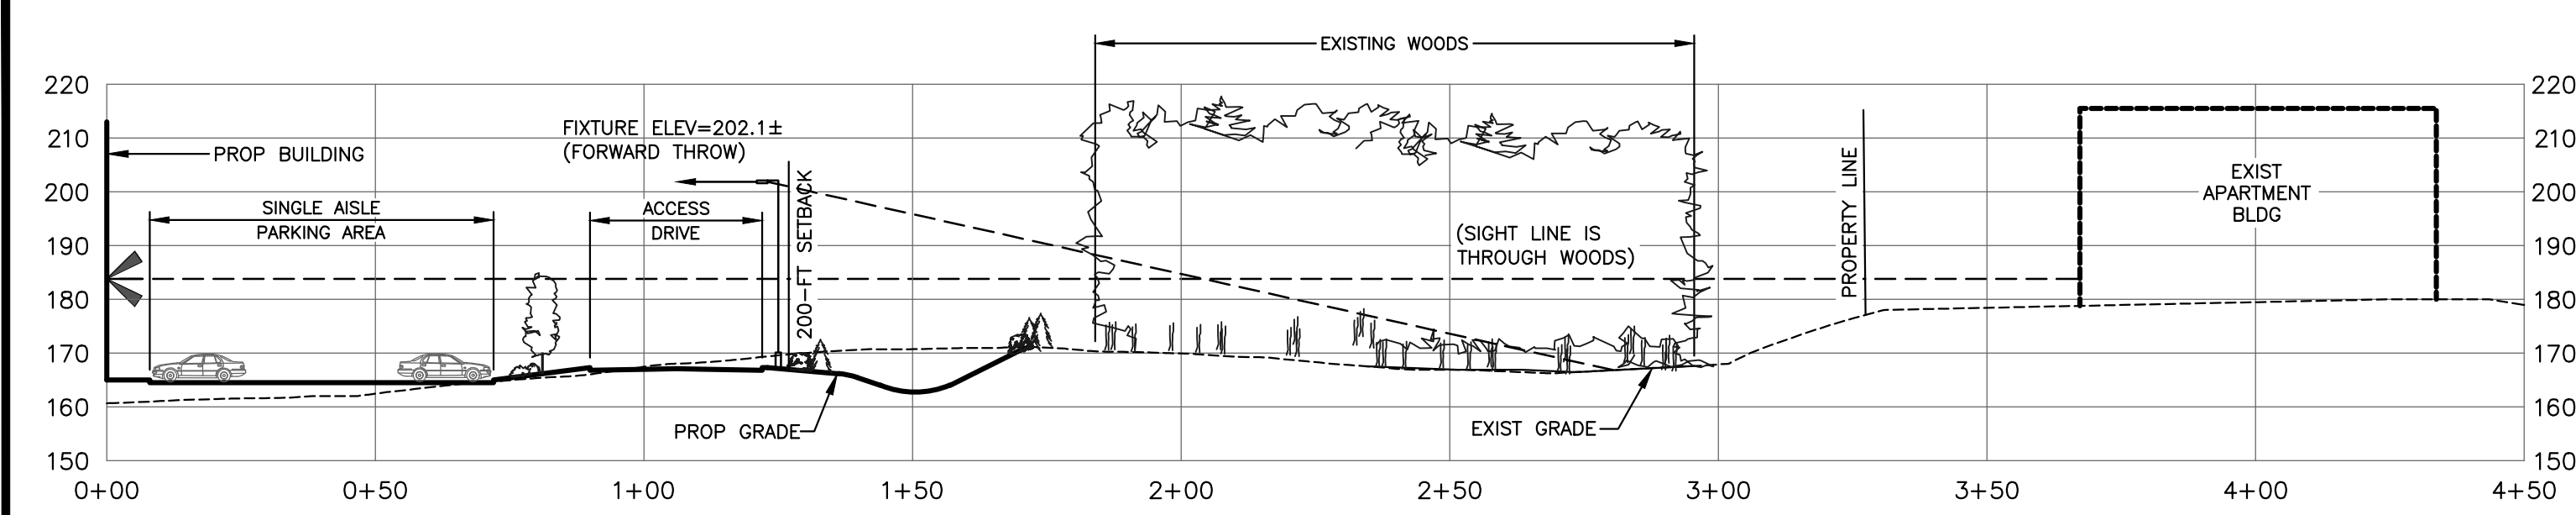 EXISTING WOODS
220
220
FIXTURE ELEV=202.1±
(FORWARD THROW)
210
210
PROP BUILDING
EXIST
APARTMENT
BLDG
200
200
SINGLE AISLE
PARKING AREA
ACCESS
DRIVE
200-FT SETBACK
(SIGHT LINE IS
THROUGH WOODS)
PROPERTY LINE
190
190
180
180
170
170
160
160
PROP GRADE
EXIST GRADE
150
150
0+00
0+50
1+00
1+50
2+00
2+50
3+00
3+50
4+00
4+50